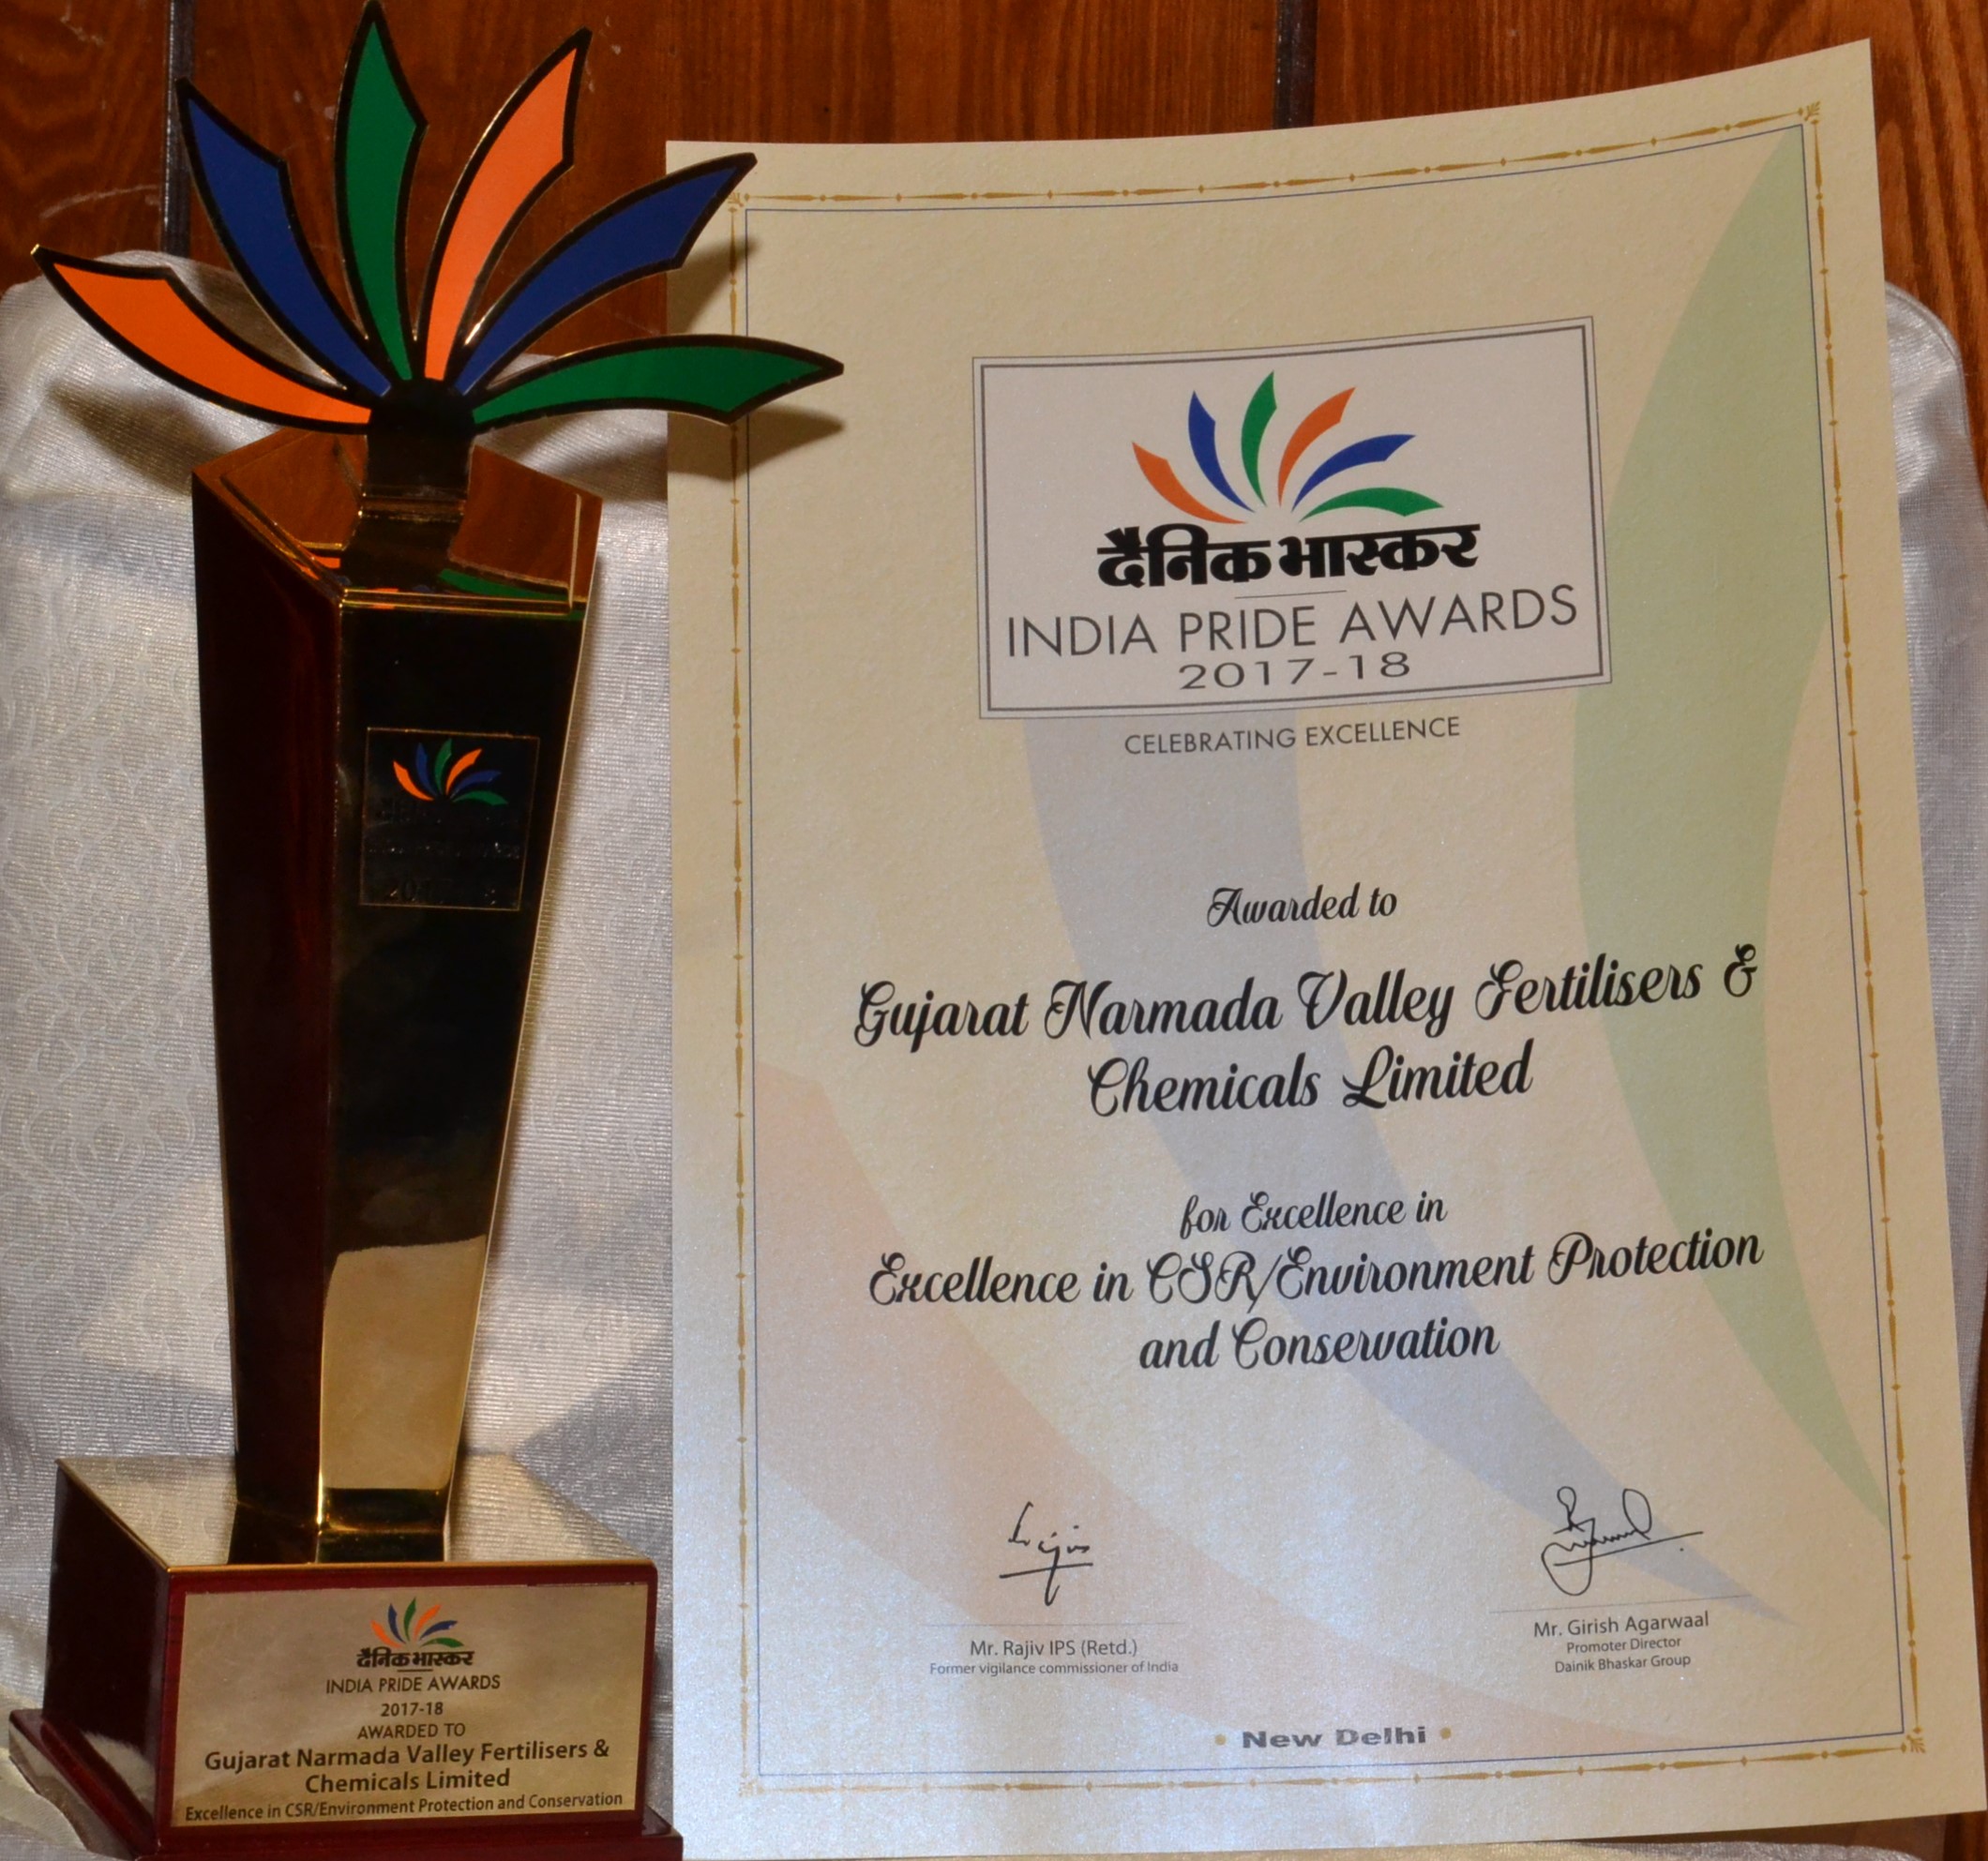 दैनिक भास्कर
INDIA PRIDE AWARDS
2017-18
CELEBRATING EXCELLENCE
Awarded to
Gujarat Narmada Valley Fertilisers &
Chemicals Limited
for Excellence in
Excellence in CSR/Environment Protection
and Conservation
Mr. Rajiv IPS (Retd.)
Former vigilance commissioner of India
Mr. Girish Agarwaal
Promoter Director
Dainik Bhaskar Group
New Delhi
दैनिक भास्कर
INDIA PRIDE AWARDS
2017-18
AWARDED TO
Gujarat Narmada Valley Fertilisers &
Chemicals Limited
Excellence in CSR/Environment Protection and Conservation